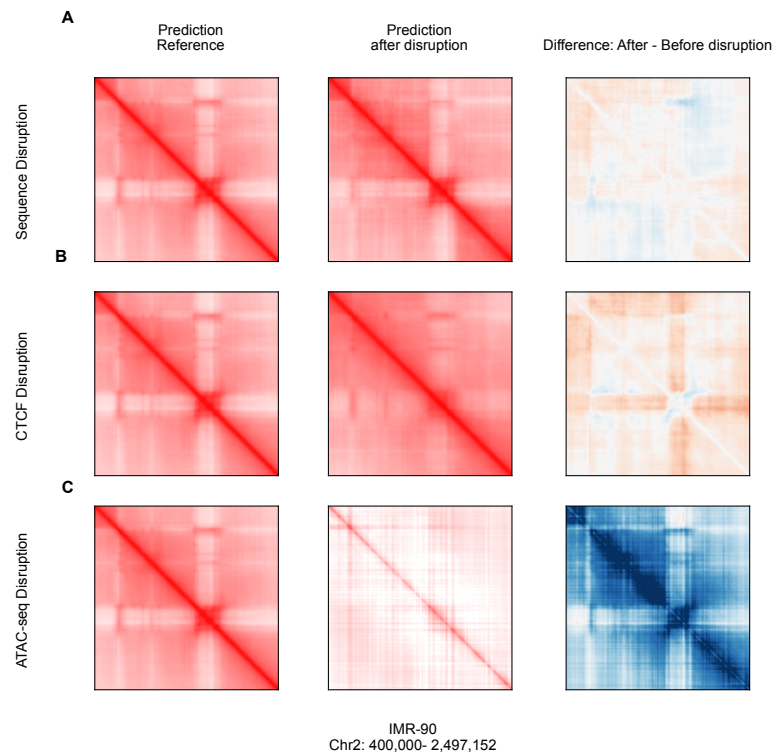 A
Prediction
Reference
Prediction
after disruption
Difference: After - Before disruption
Sequence Disruption
B
CTCF Disruption
C
ATAC-seq Disruption
IMR-90
Chr2: 400,000- 2,497,152